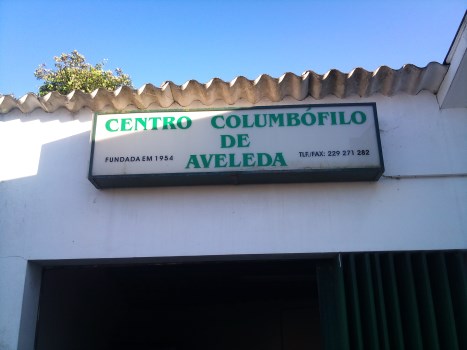 CENTRO COLUMBÓFILO
DE
AVELEDA
FUNDADA EM 1954
TLF./FAX: 229 271 282